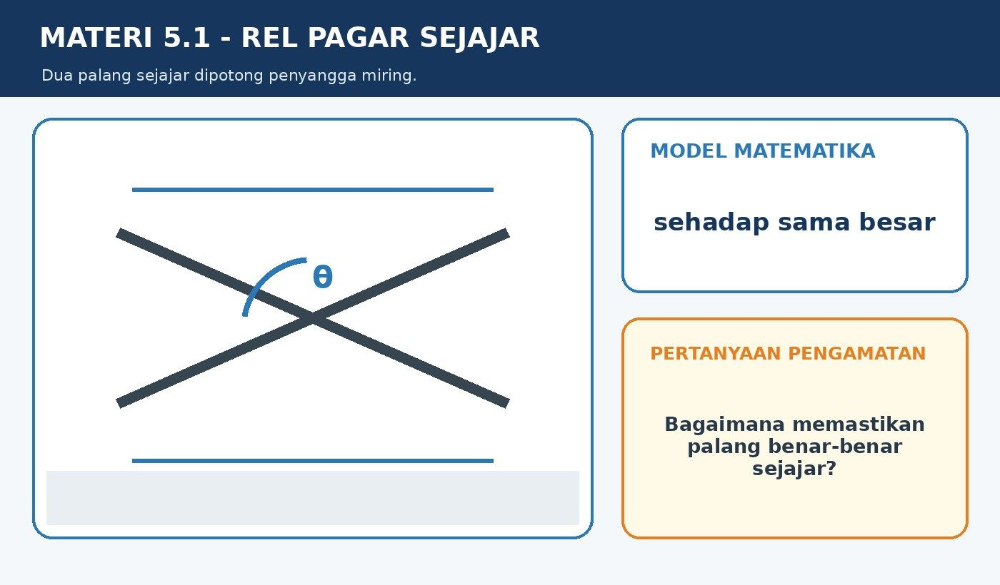 MATERI 5.1 - REL PAGAR SEJAJAR
Dua palang sejajar dipotong penyangga miring.
θ
MODEL MATEMATIKA
sehadap sama besar
PERTANYAAN PENGAMATAN
Bagaimana memastikan
palang benar-benar
sejajar?